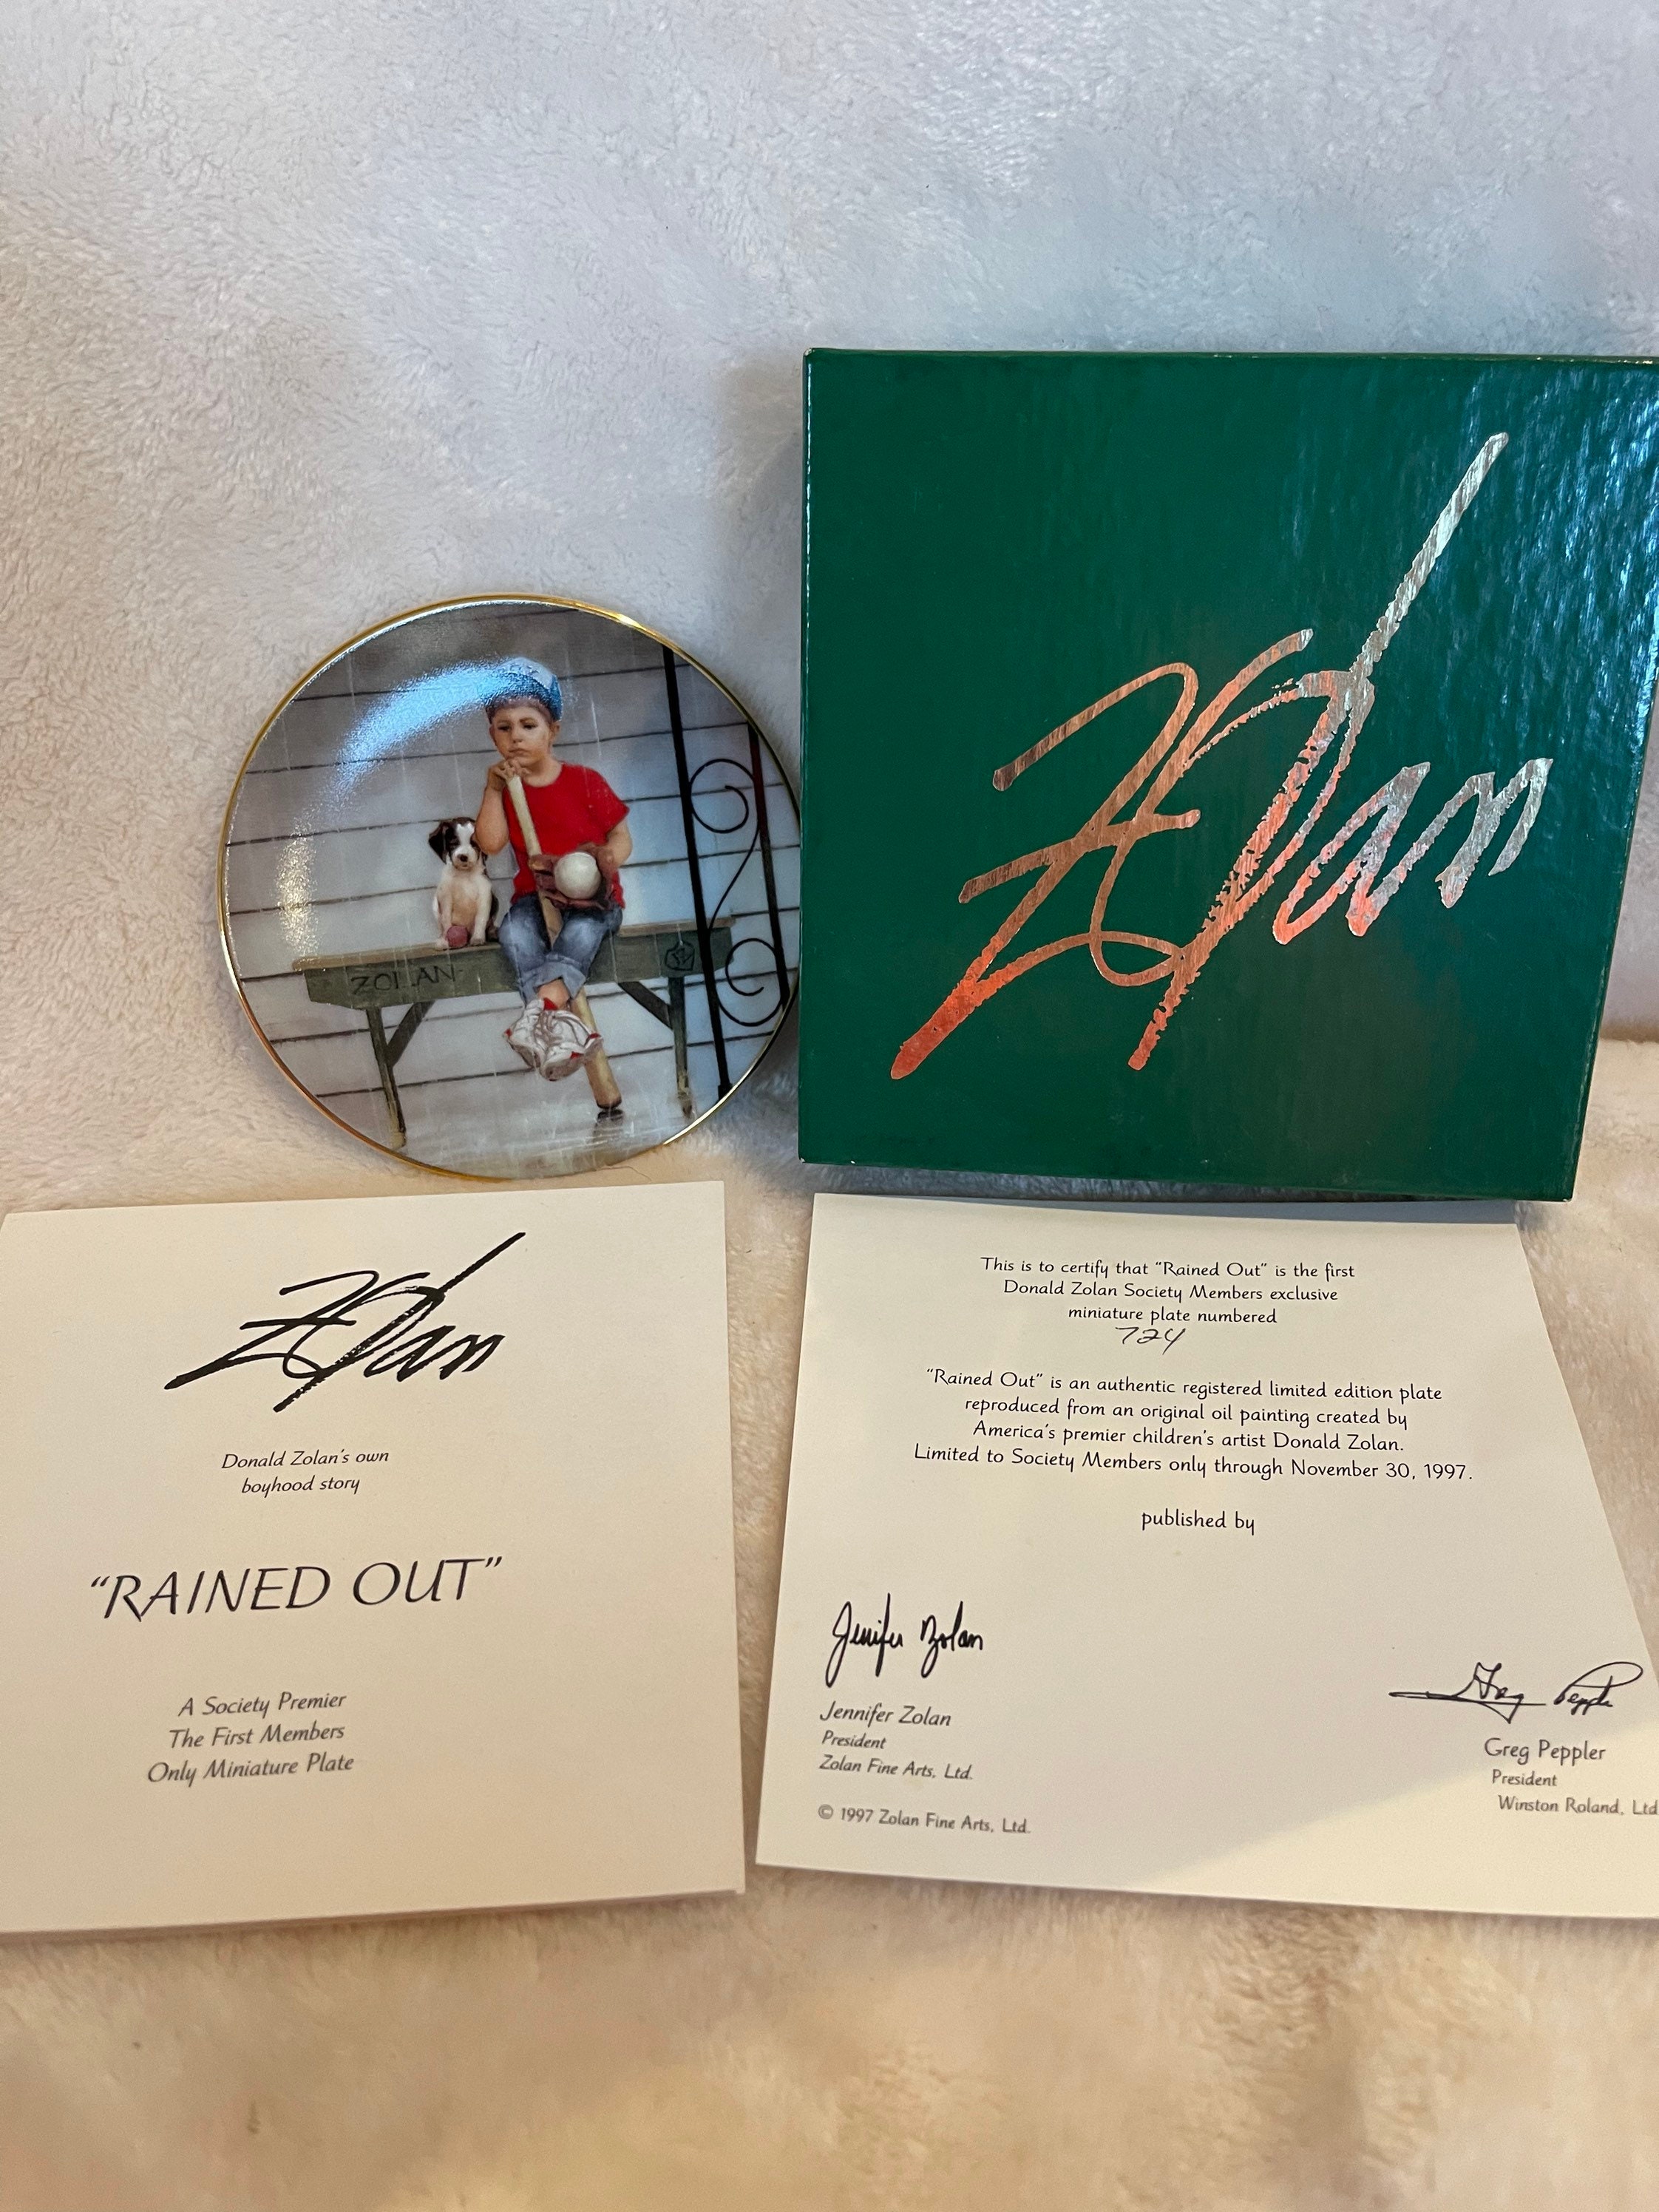 ZOLAN
Zolan
Zolan
Donald Zolan's own
boyhood story
"RAINED OUT"
A Society Premier
The First Members
Only Miniature Plate
This is to certify that "Rained Out" is the first
Donald Zolan Society Members exclusive
miniature plate numbered
724
"Rained Out" is an authentic registered limited edition plate
reproduced from an original oil painting created by
America's premier children's artist Donald Zolan.
Limited to Society Members only through November 30, 1997.
published by
Jennifer Zolan
Jennifer Zolan
President
Zolan Fine Arts, Ltd.
© 1997 Zolan Fine Arts, Ltd.
Greg Peppler
Greg Peppler
President
Winston Roland, Ltd